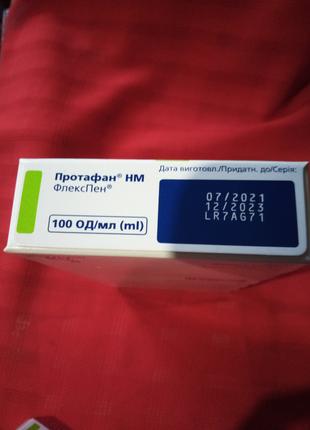 Протафан® НМ
ФлексПен®
100 ОД/мл (ml)
Дата виготовл./Придатн. до/Серія:
07/2021
12/2023
LR7AG71